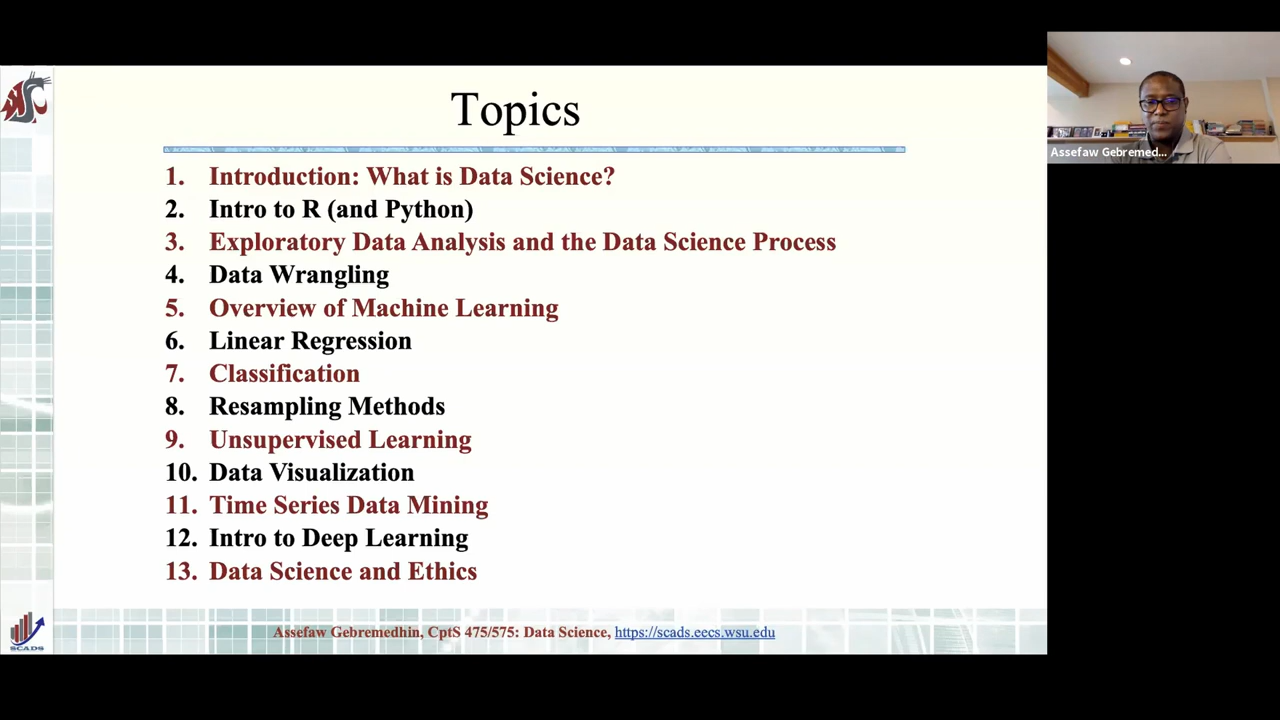 Topics
1. Introduction: What is Data Science?
2. Intro to R (and Python)
3. Exploratory Data Analysis and the Data Science Process
4. Data Wrangling
5. Overview of Machine Learning
6. Linear Regression
7. Classification
8. Resampling Methods
9. Unsupervised Learning
10. Data Visualization
11. Time Series Data Mining
12. Intro to Deep Learning
13. Data Science and Ethics
Assefaw Gebremedhin, CptS 475/575: Data Science, https://scads.eecs.wsu.edu
SCADS
Assefaw Gebremed...